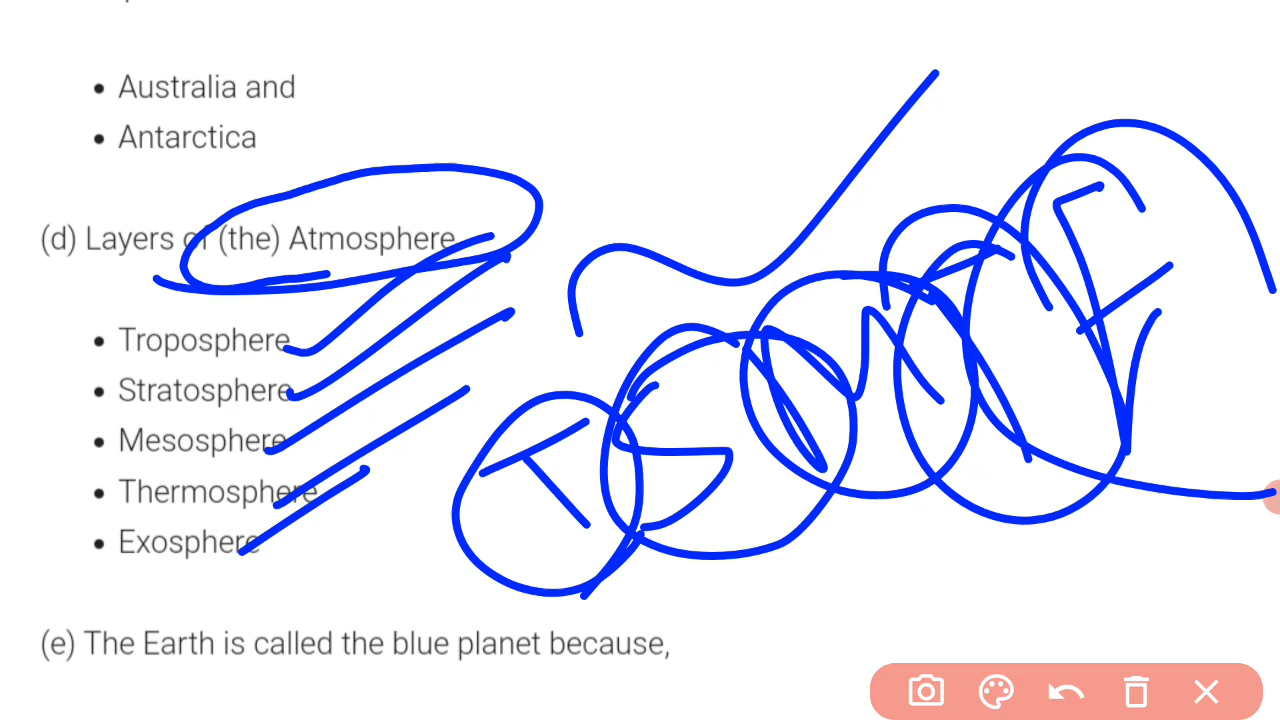 Australia and
Antarctica
(d) Layers of (the) Atmosphere
Troposphere
Stratosphere
Mesosphere
Thermosphere
Exosphere
(e) The Earth is called the blue planet because,
T S M